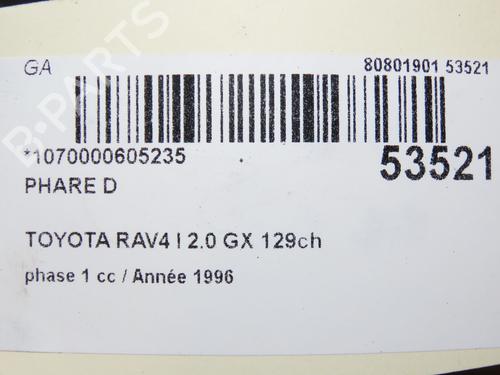 GA 80801901 53521
*1070000605235 53521
PHARE D
TOYOTA RAV4 I 2.0 GX 129ch
phase 1 cc / Année 1996
B-PARTS